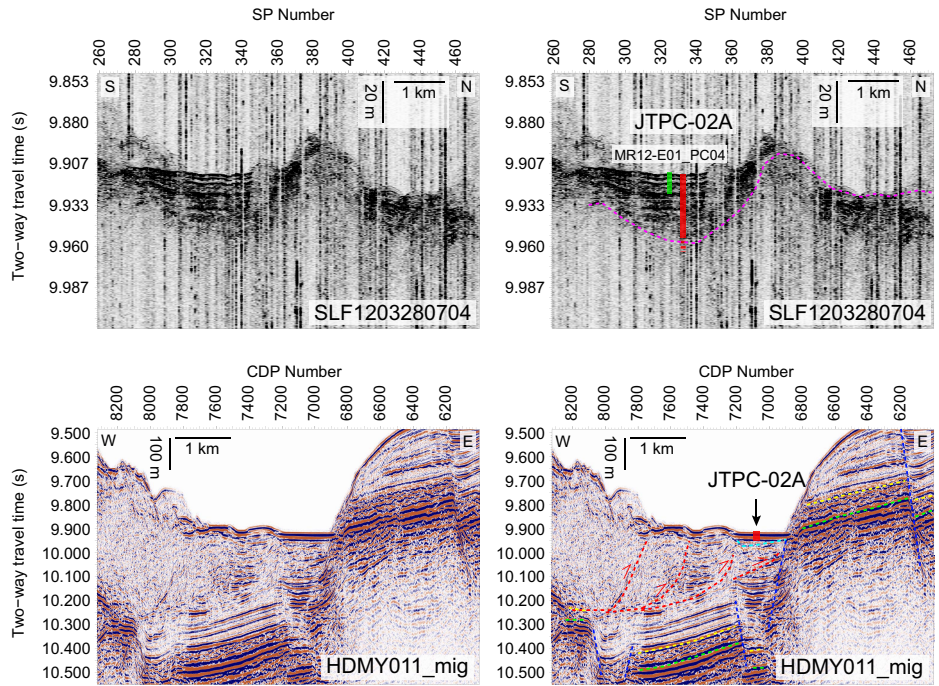 SP Number
SP Number
260 280 300 320 340 360 380 400 420 440 460
260 280 300 320 340 360 380 400 420 440 460
Two-way travel time (s)
9.853
9.880
9.907
9.933
9.960
9.987
S
20 m
1 km
N
SLF1203280704
9.853
9.880
9.907
9.933
9.960
9.987
S
20 m
1 km
N
JTPC-02A
MR12-E01_PC04
SLF1203280704
CDP Number
CDP Number
8200 8000 7800 7600 7400 7200 7000 6800 6600 6400 6200
8200 8000 7800 7600 7400 7200 7000 6800 6600 6400 6200
Two-way travel time (s)
9.500
9.600
9.700
9.800
9.900
10.000
10.100
10.200
10.300
10.400
10.500
W
100 m
1 km
E
HDMY011_mig
9.500
9.600
9.700
9.800
9.900
10.000
10.100
10.200
10.300
10.400
10.500
W
100 m
1 km
E
JTPC-02A
HDMY011_mig